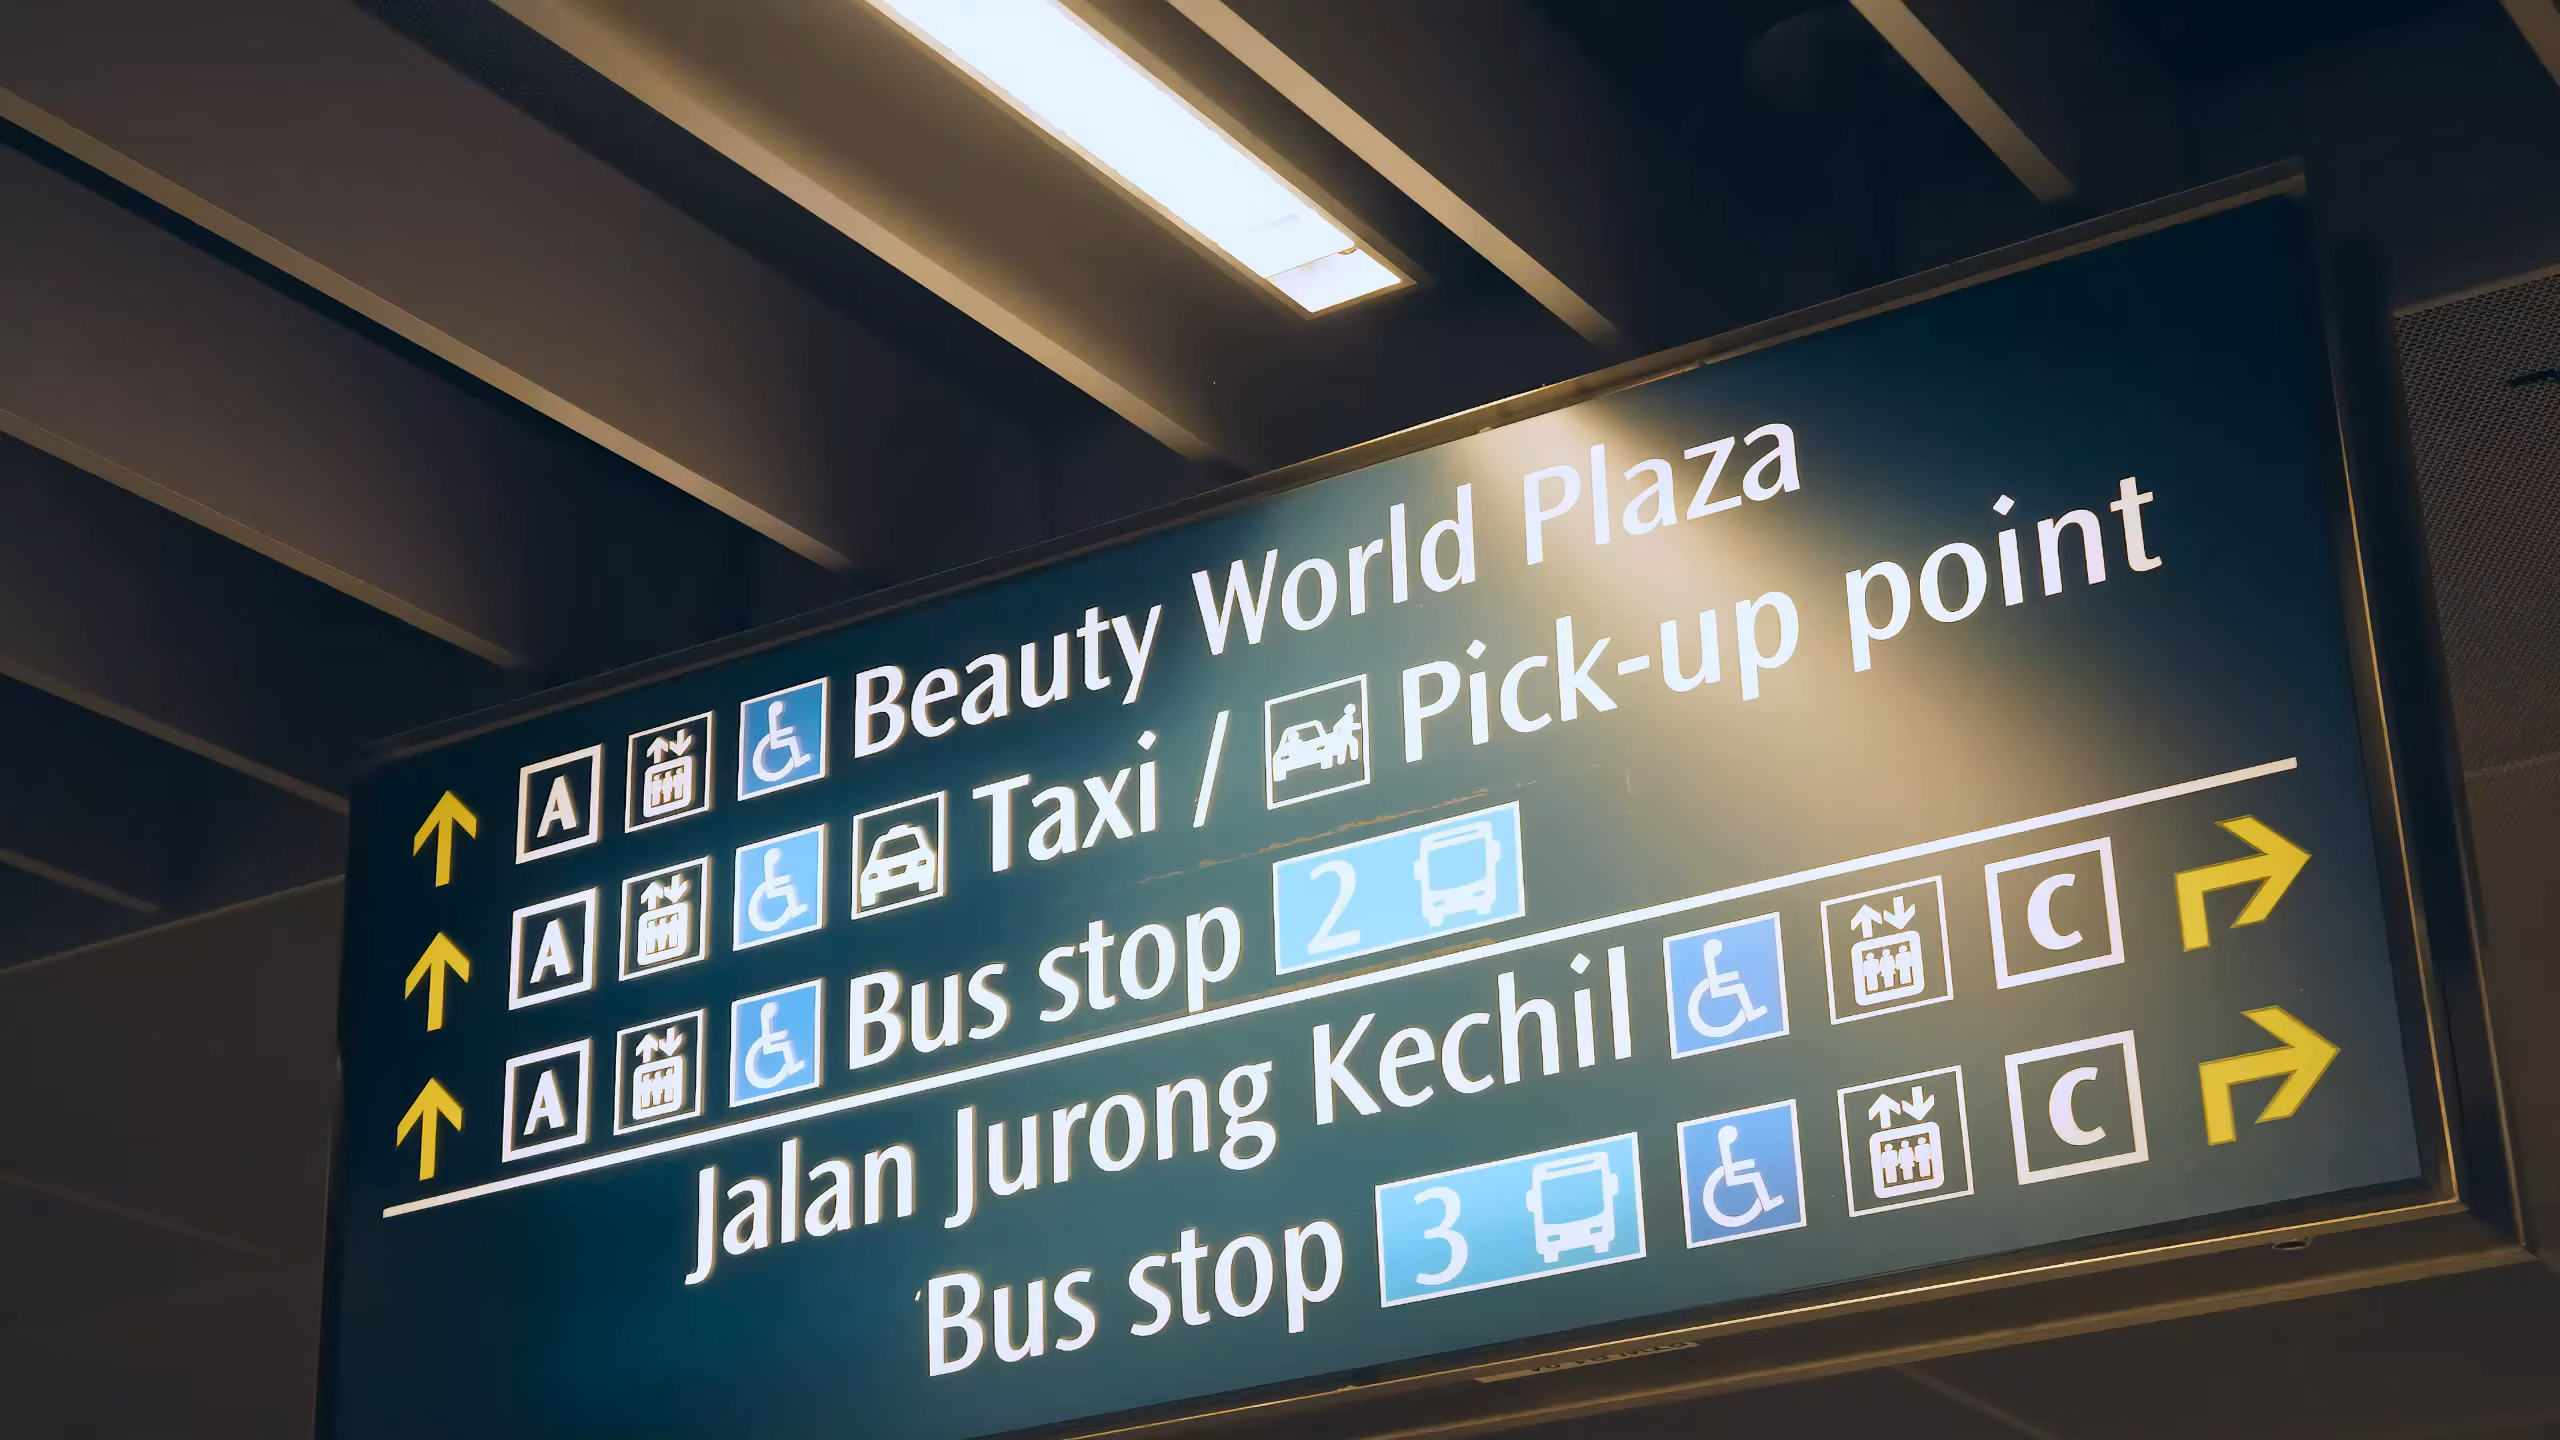 A Beauty World Plaza
A Taxi / Pick-up point
A Bus stop 2
Jalan Jurong Kechil C
Bus stop 3 C